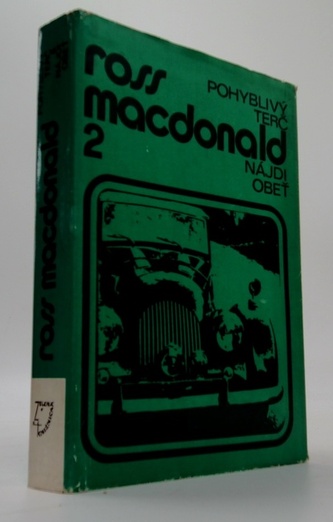 ross
macdonald
2
POHYBLIVÝ
TERČ
NÁJDI
OBEŤ
ross macdonald